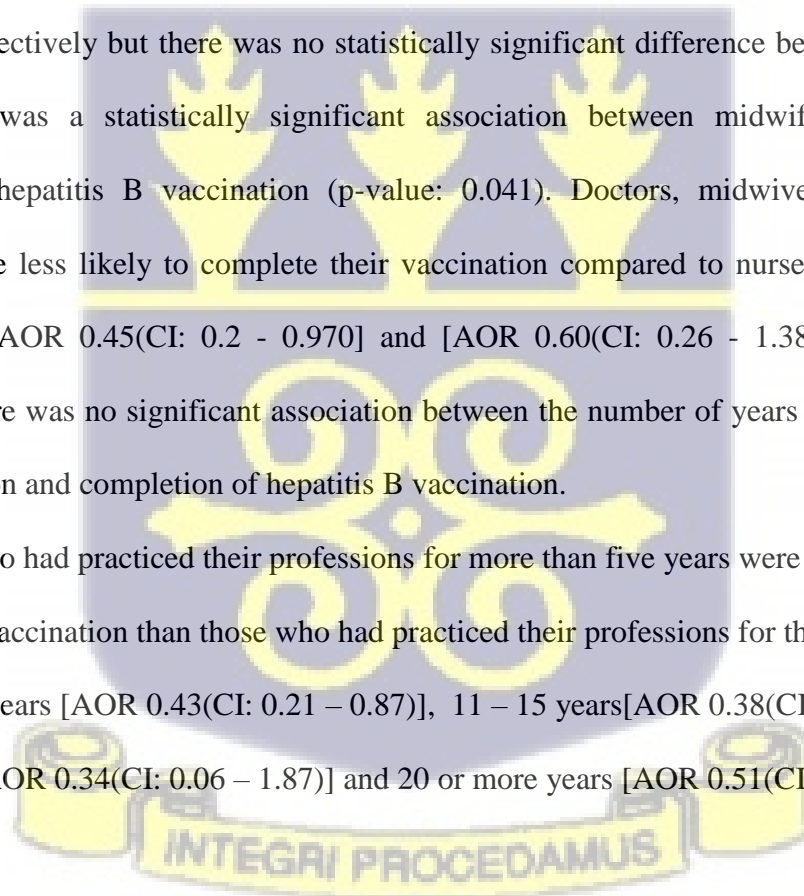 ectively but there was no statistically significant difference be
was a statistically significant association between midwif
hepatitis B vaccination (p-value: 0.041). Doctors, midwive
e less likely to complete their vaccination compared to nurse
AOR 0.45(CI: 0.2 - 0.970] and [AOR 0.60(CI: 0.26 - 1.38
re was no significant association between the number of years
on and completion of hepatitis B vaccination.
o had practiced their professions for more than five years were
accination than those who had practiced their professions for th
ears [AOR 0.43(CI: 0.21 – 0.87)], 11 – 15 years[AOR 0.38(CI
AOR 0.34(CI: 0.06 – 1.87)] and 20 or more years [AOR 0.51(CI
INTEGRI PROCEDAMUS